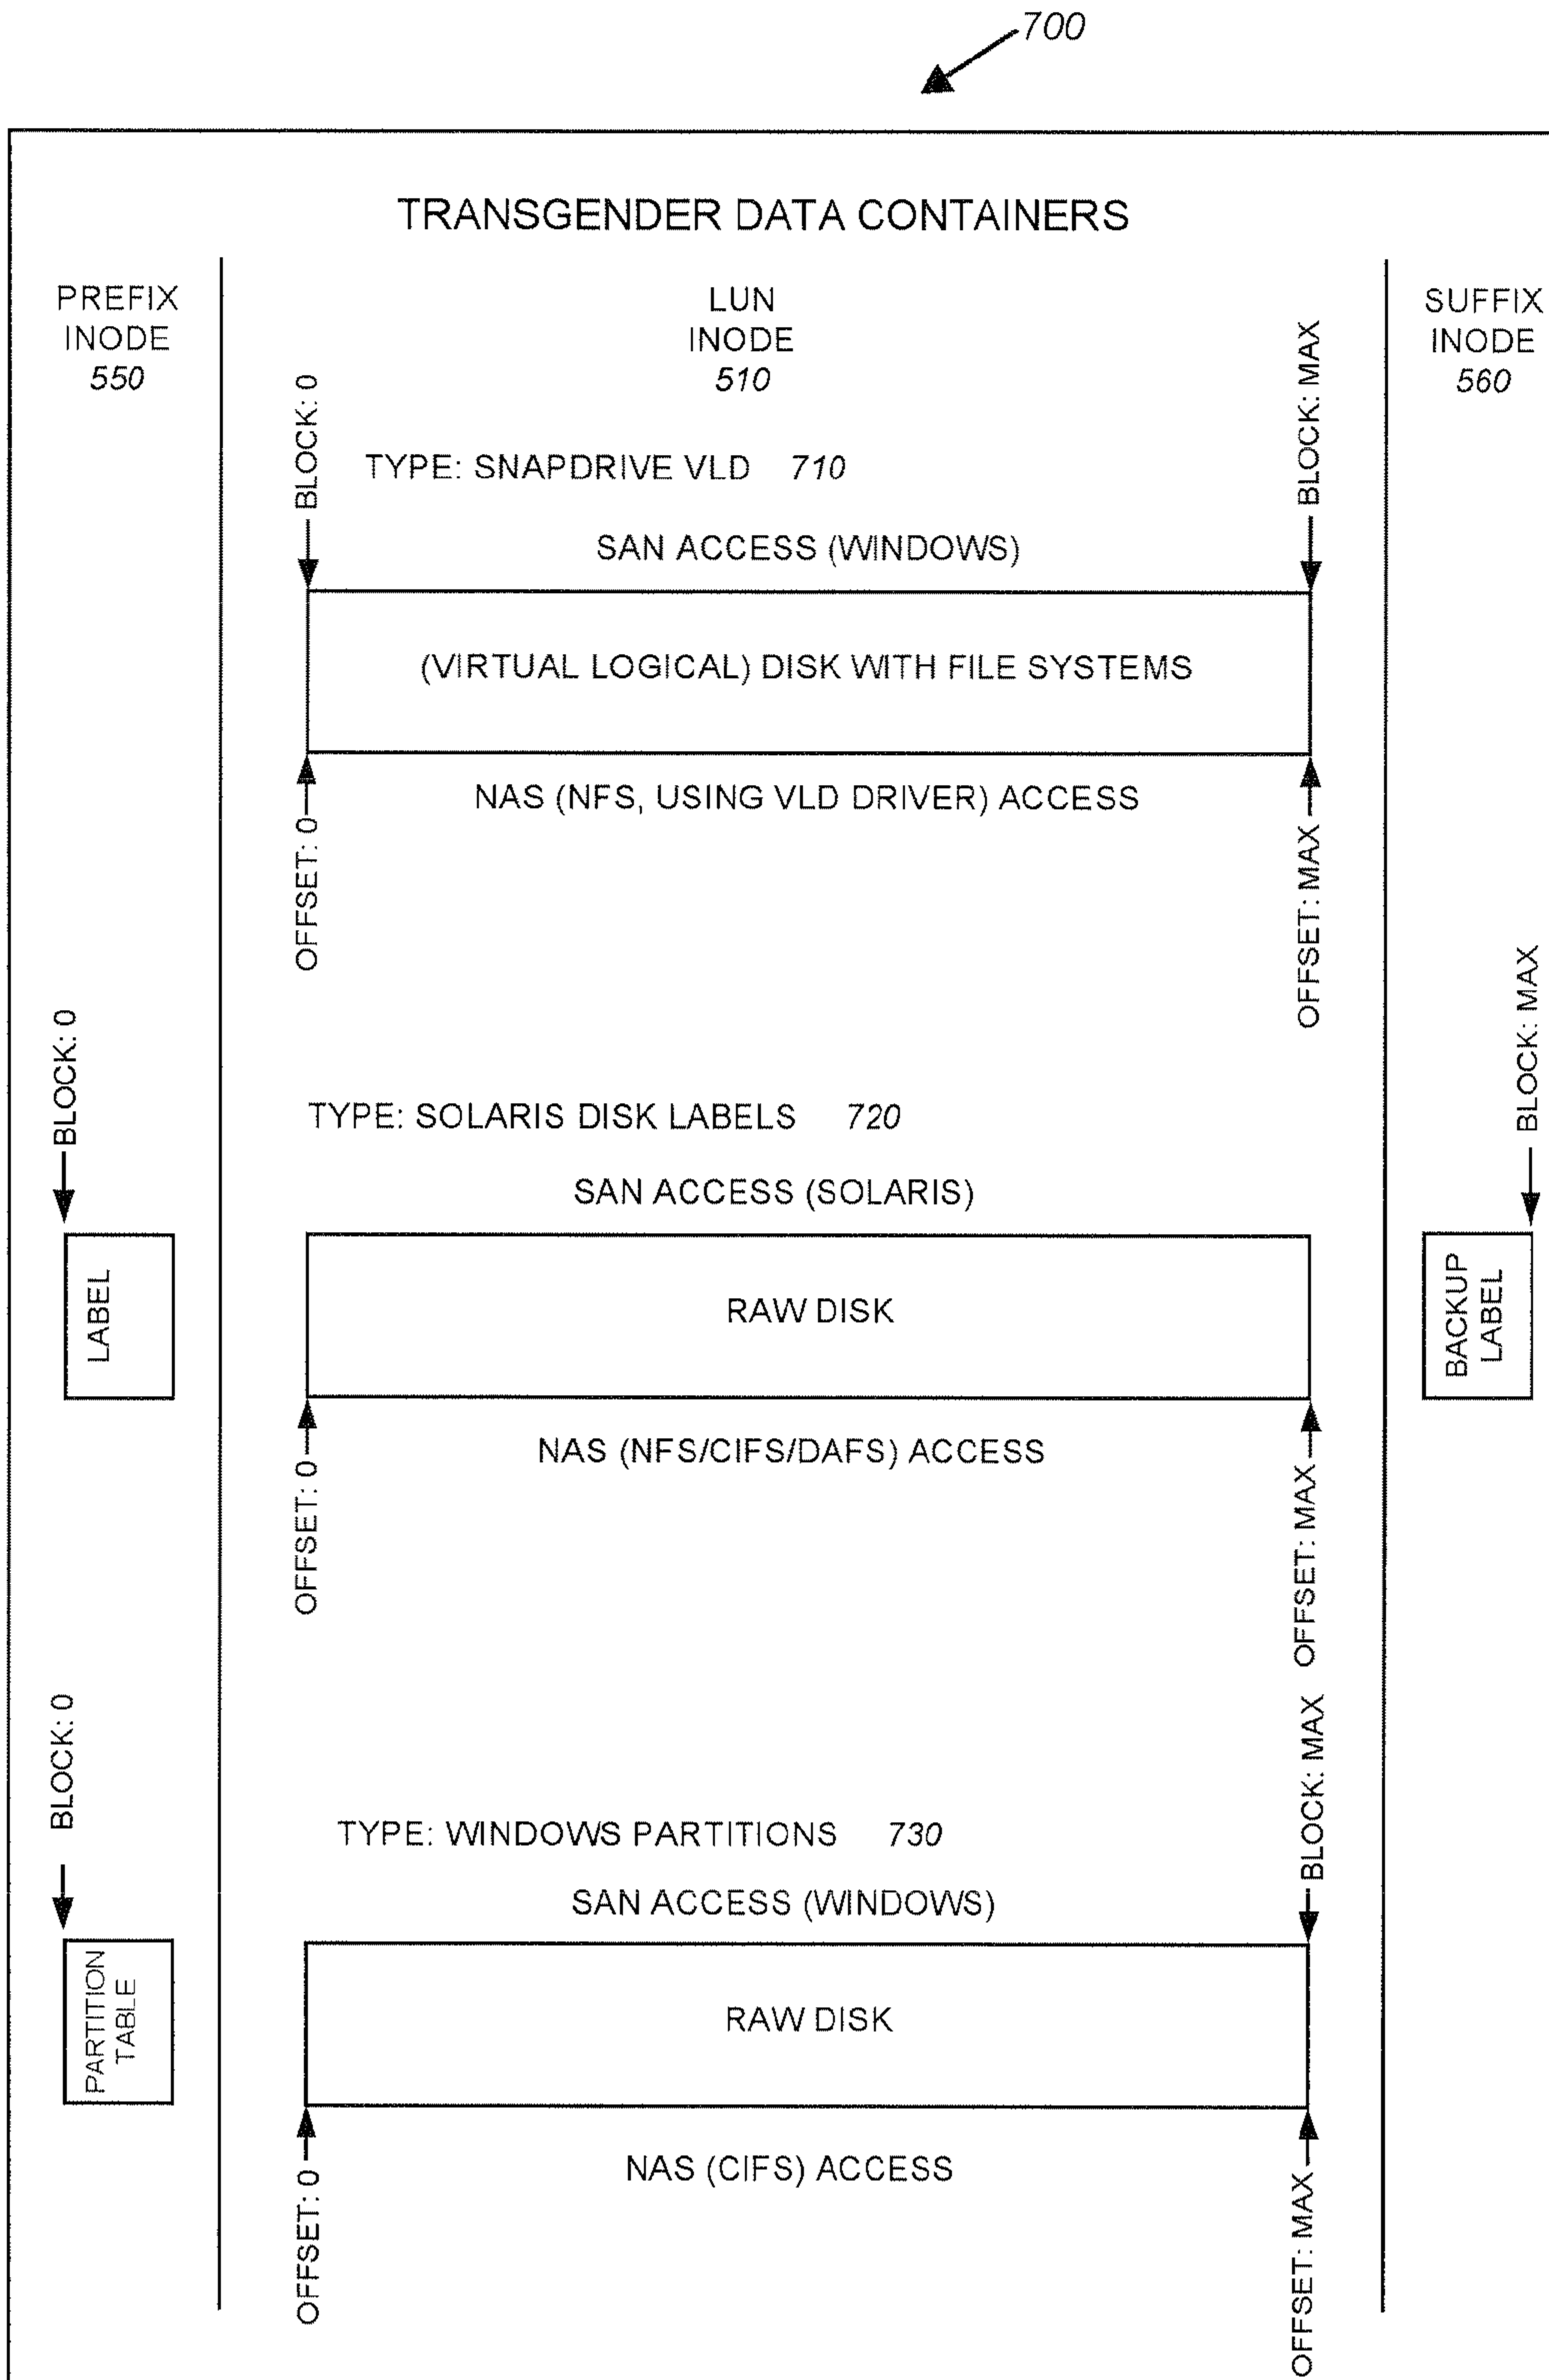 700
TRANSGENDER DATA CONTAINERS
PREFIX
INODE
550
LUN
INODE
510
SUFFIX
INODE
560
BLOCK: 0
BLOCK: MAX
TYPE: SNAPDRIVE VLD 710
SAN ACCESS (WINDOWS)
(VIRTUAL LOGICAL) DISK WITH FILE SYSTEMS
NAS (NFS, USING VLD DRIVER) ACCESS
OFFSET: 0
OFFSET: MAX
BLOCK: 0
BLOCK: MAX
TYPE: SOLARIS DISK LABELS 720
SAN ACCESS (SOLARIS)
LABEL
RAW DISK
BACKUP
LABEL
NAS (NFS/CIFS/DAFS) ACCESS
OFFSET: 0
OFFSET: MAX
BLOCK: 0
BLOCK: MAX
TYPE: WINDOWS PARTITIONS 730
SAN ACCESS (WINDOWS)
PARTITION
TABLE
RAW DISK
NAS (CIFS) ACCESS
OFFSET: 0
OFFSET: MAX